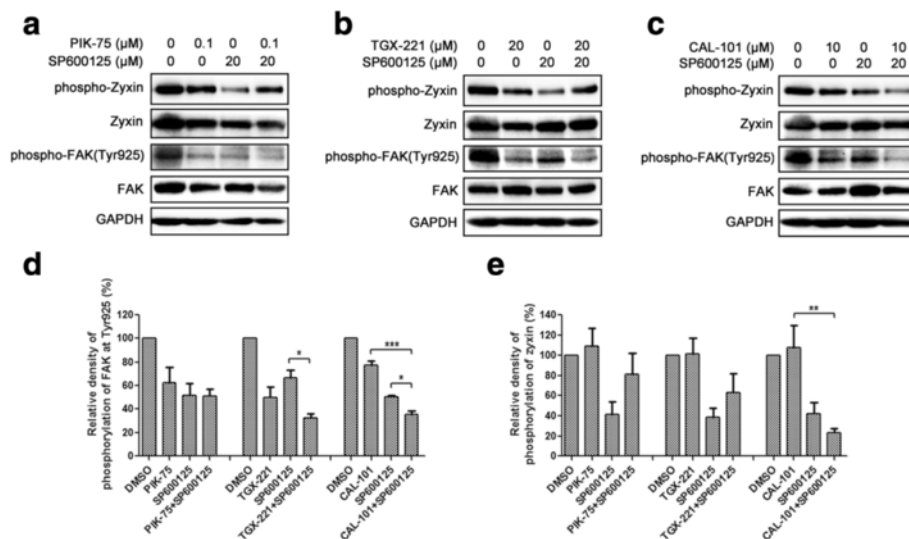 a
PIK-75 (μM) 0 0.1 0 0.1
SP600125 (μM) 0 0 20 20
phospho-Zyxin
Zyxin
phospho-FAK(Tyr925)
FAK
GAPDH
b
TGX-221 (μM) 0 20 0 20
SP600125 (μM) 0 0 20 20
phospho-Zyxin
Zyxin
phospho-FAK(Tyr925)
FAK
GAPDH
c
CAL-101 (μM) 0 10 0 10
SP600125 (μM) 0 0 20 20
phospho-Zyxin
Zyxin
phospho-FAK(Tyr925)
FAK
GAPDH
d
Relative density of
phosphorylation of FAK at Tyr925 (%)
120
100
80
60
40
20
0
*
***
*
DMSO
PIK-75
SP600125
PIK-75+SP600125
DMSO
TGX-221
SP600125
TGX-221+SP600125
DMSO
CAL-101
SP600125
CAL-101+SP600125
e
Relative density of
phosphorylation of zyxin (%)
140
120
100
80
60
40
20
0
**
DMSO
PIK-75
SP600125
PIK-75+SP600125
DMSO
TGX-221
SP600125
TGX-221+SP600125
DMSO
CAL-101
SP600125
CAL-101+SP600125